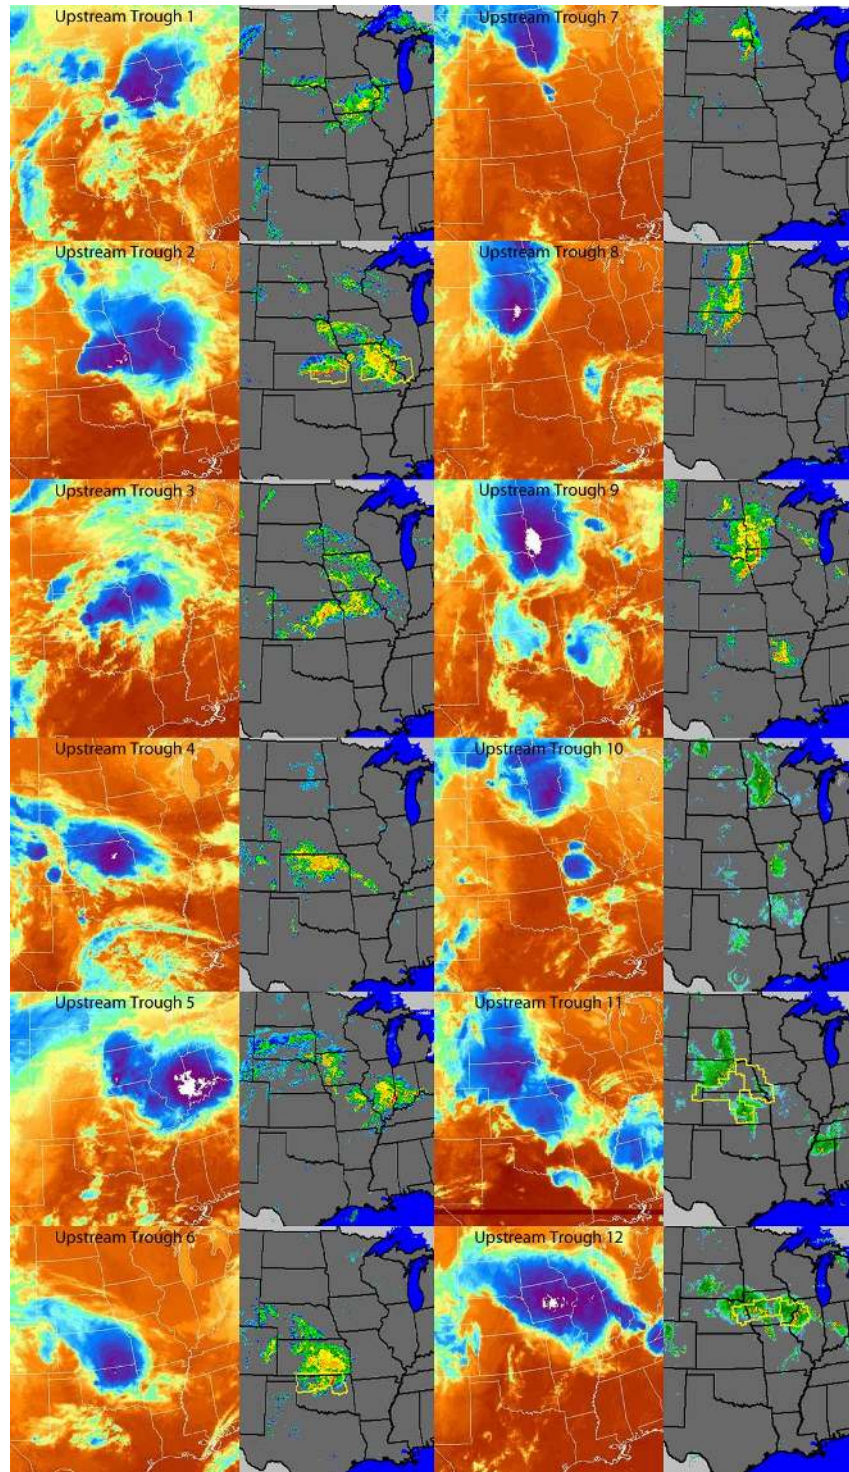 Upstream Trough 1
Upstream Trough 7
Upstream Trough 2
Upstream Trough 8
Upstream Trough 3
Upstream Trough 9
Upstream Trough 4
Upstream Trough 10
Upstream Trough 5
Upstream Trough 11
Upstream Trough 6
Upstream Trough 12